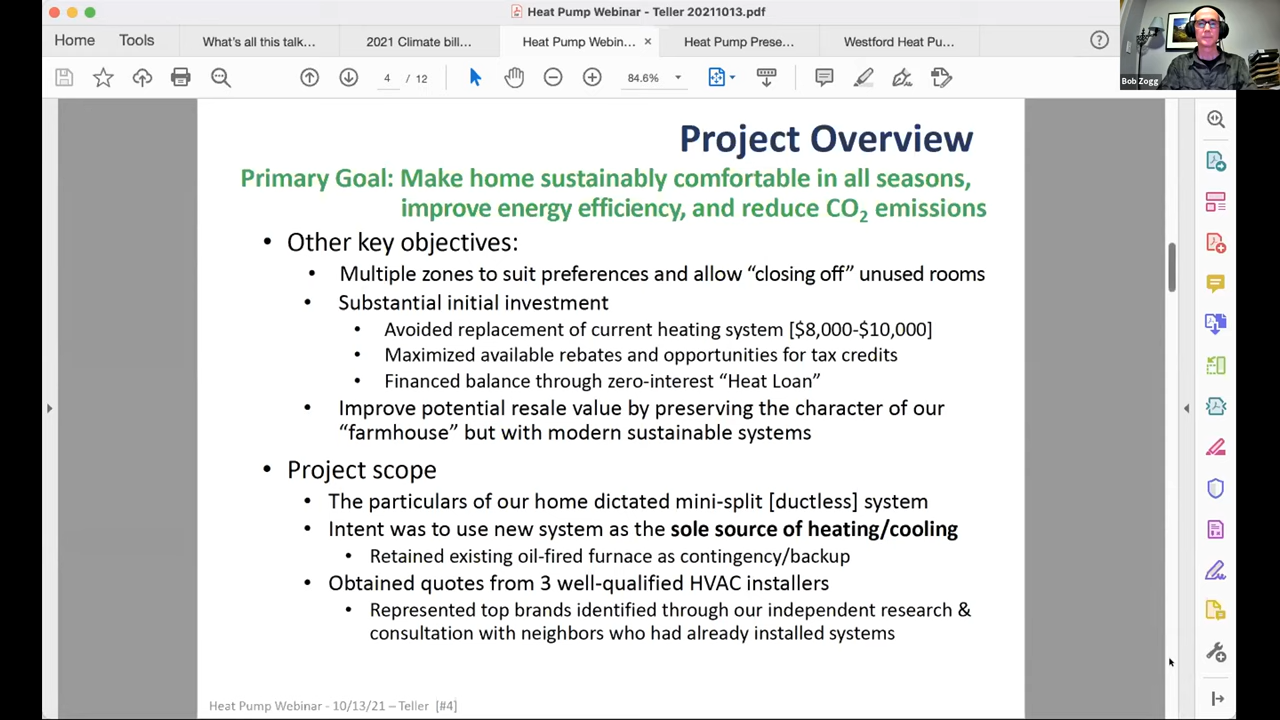 Heat Pump Webinar - Teller 20211013.pdf
Home
Tools
What's all this talk...
2021 Climate bill...
Heat Pump Webin...
×
Heat Pump Prese...
Westford Heat Pu...
4 / 12
84.6%
Bob Zogg
Project Overview
Primary Goal: Make home sustainably comfortable in all seasons,
improve energy efficiency, and reduce CO₂ emissions
• Other key objectives:
• Multiple zones to suit preferences and allow “closing off” unused rooms
• Substantial initial investment
• Avoided replacement of current heating system [$8,000-$10,000]
• Maximized available rebates and opportunities for tax credits
• Financed balance through zero-interest “Heat Loan”
• Improve potential resale value by preserving the character of our
“farmhouse” but with modern sustainable systems
• Project scope
• The particulars of our home dictated mini-split [ductless] system
• Intent was to use new system as the sole source of heating/cooling
• Retained existing oil-fired furnace as contingency/backup
• Obtained quotes from 3 well-qualified HVAC installers
• Represented top brands identified through our independent research &
consultation with neighbors who had already installed systems
Heat Pump Webinar - 10/13/21 – Teller [#4]